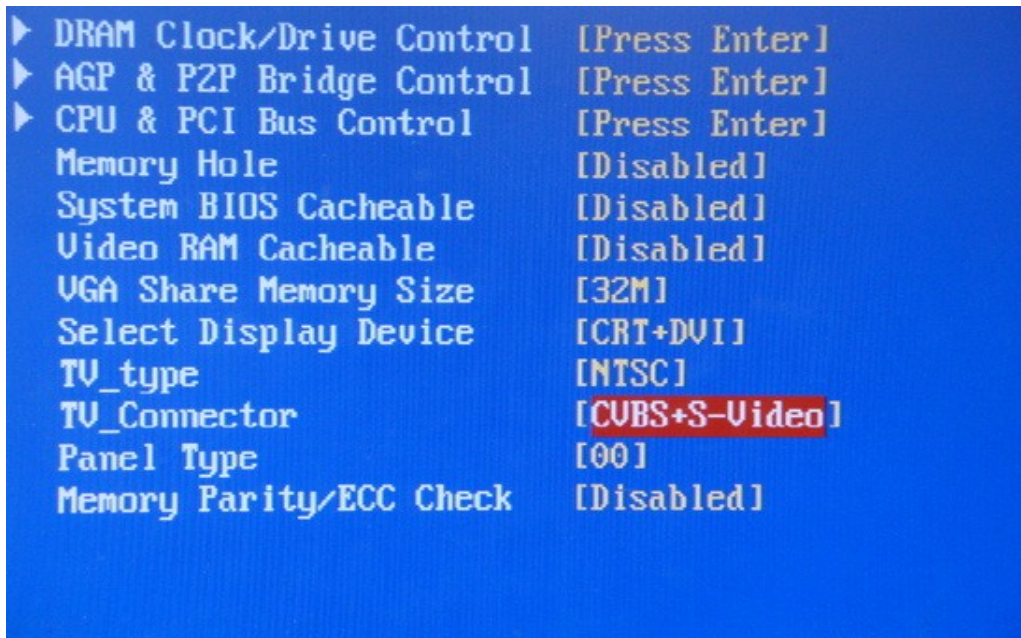 DRAM Clock/Drive Control [Press Enter]
AGP & P2P Bridge Control [Press Enter]
CPU & PCI Bus Control [Press Enter]
Memory Hole [Disabled]
System BIOS Cacheable [Disabled]
Video RAM Cacheable [Disabled]
VGA Share Memory Size [32M]
Select Display Device [CRT+DVI]
TV_type [NTSC]
TV_Connector [CVBS+S-Video]
Panel Type [00]
Memory Parity/ECC Check [Disabled]